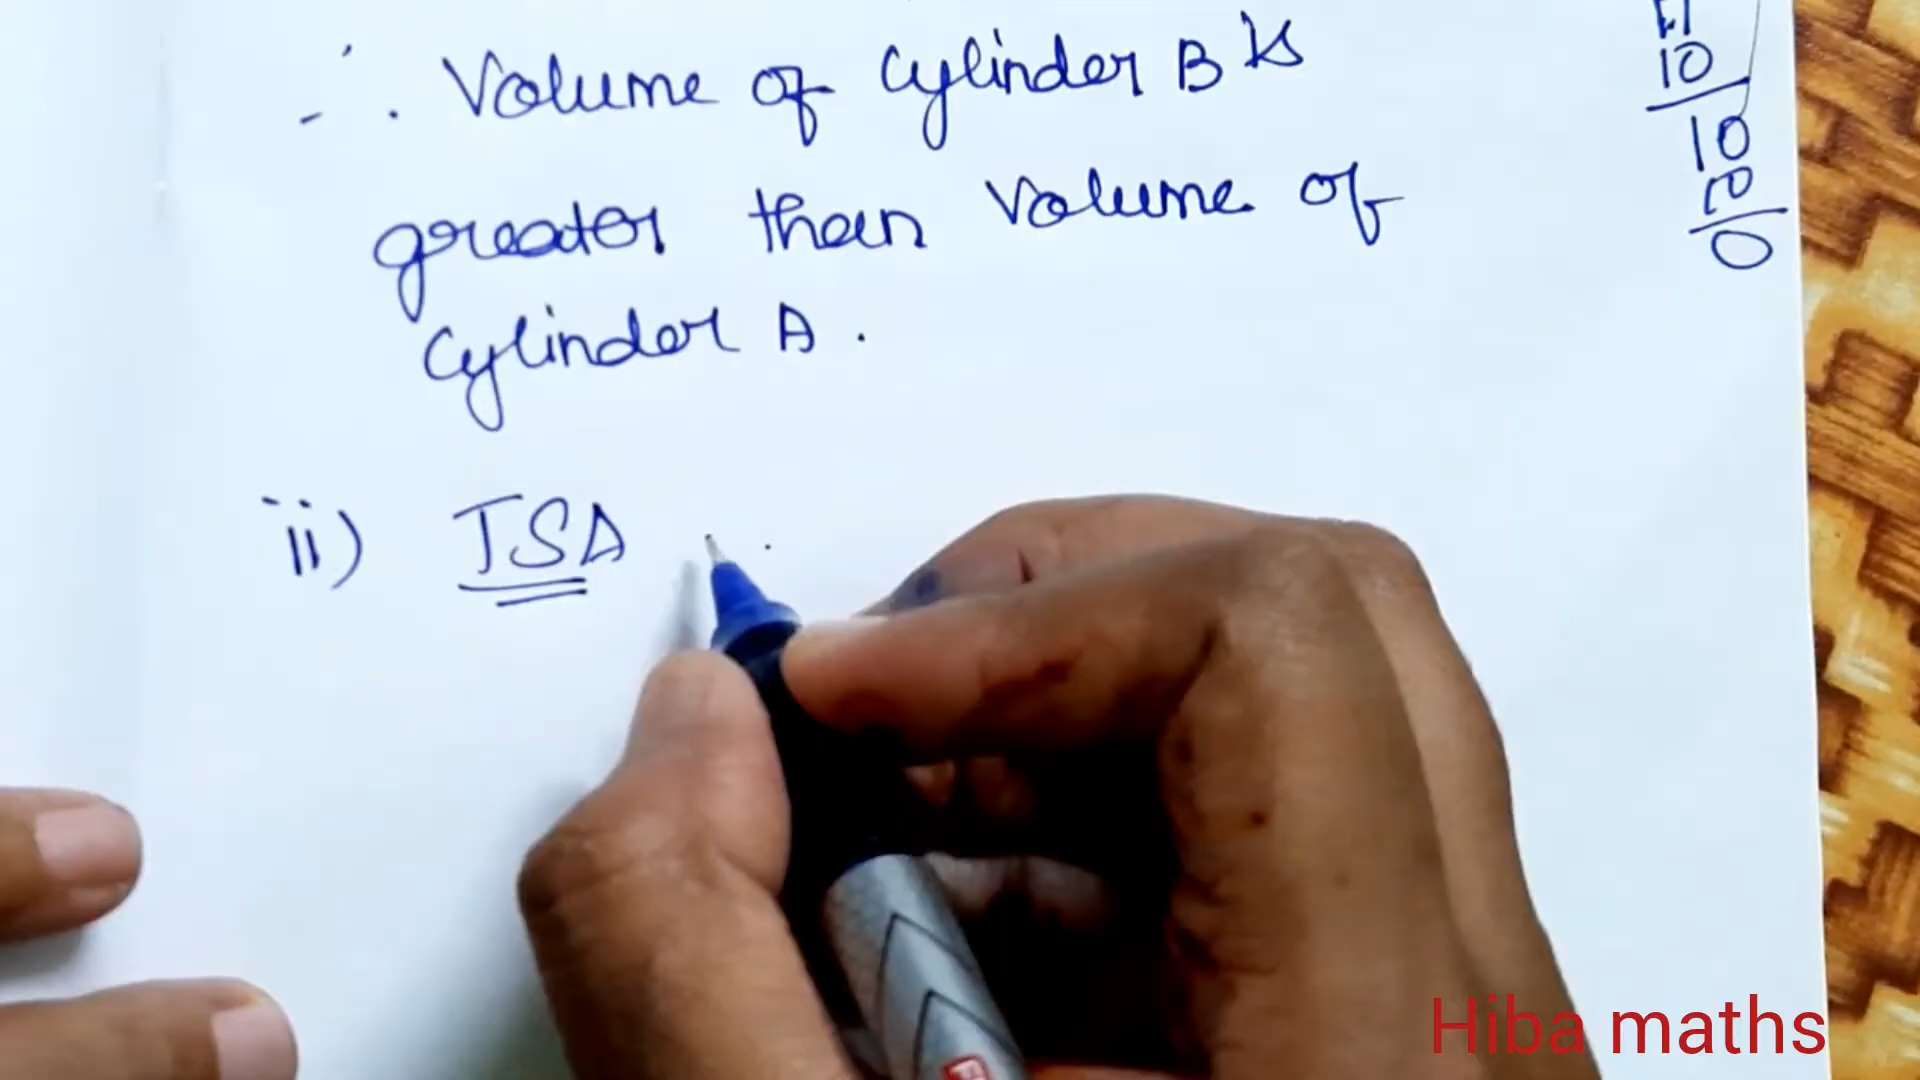 ∴ Volume of Cylinder B is
greater than Volume of
Cylinder A.
ii) TSA
10
10
10
0
Hiba maths